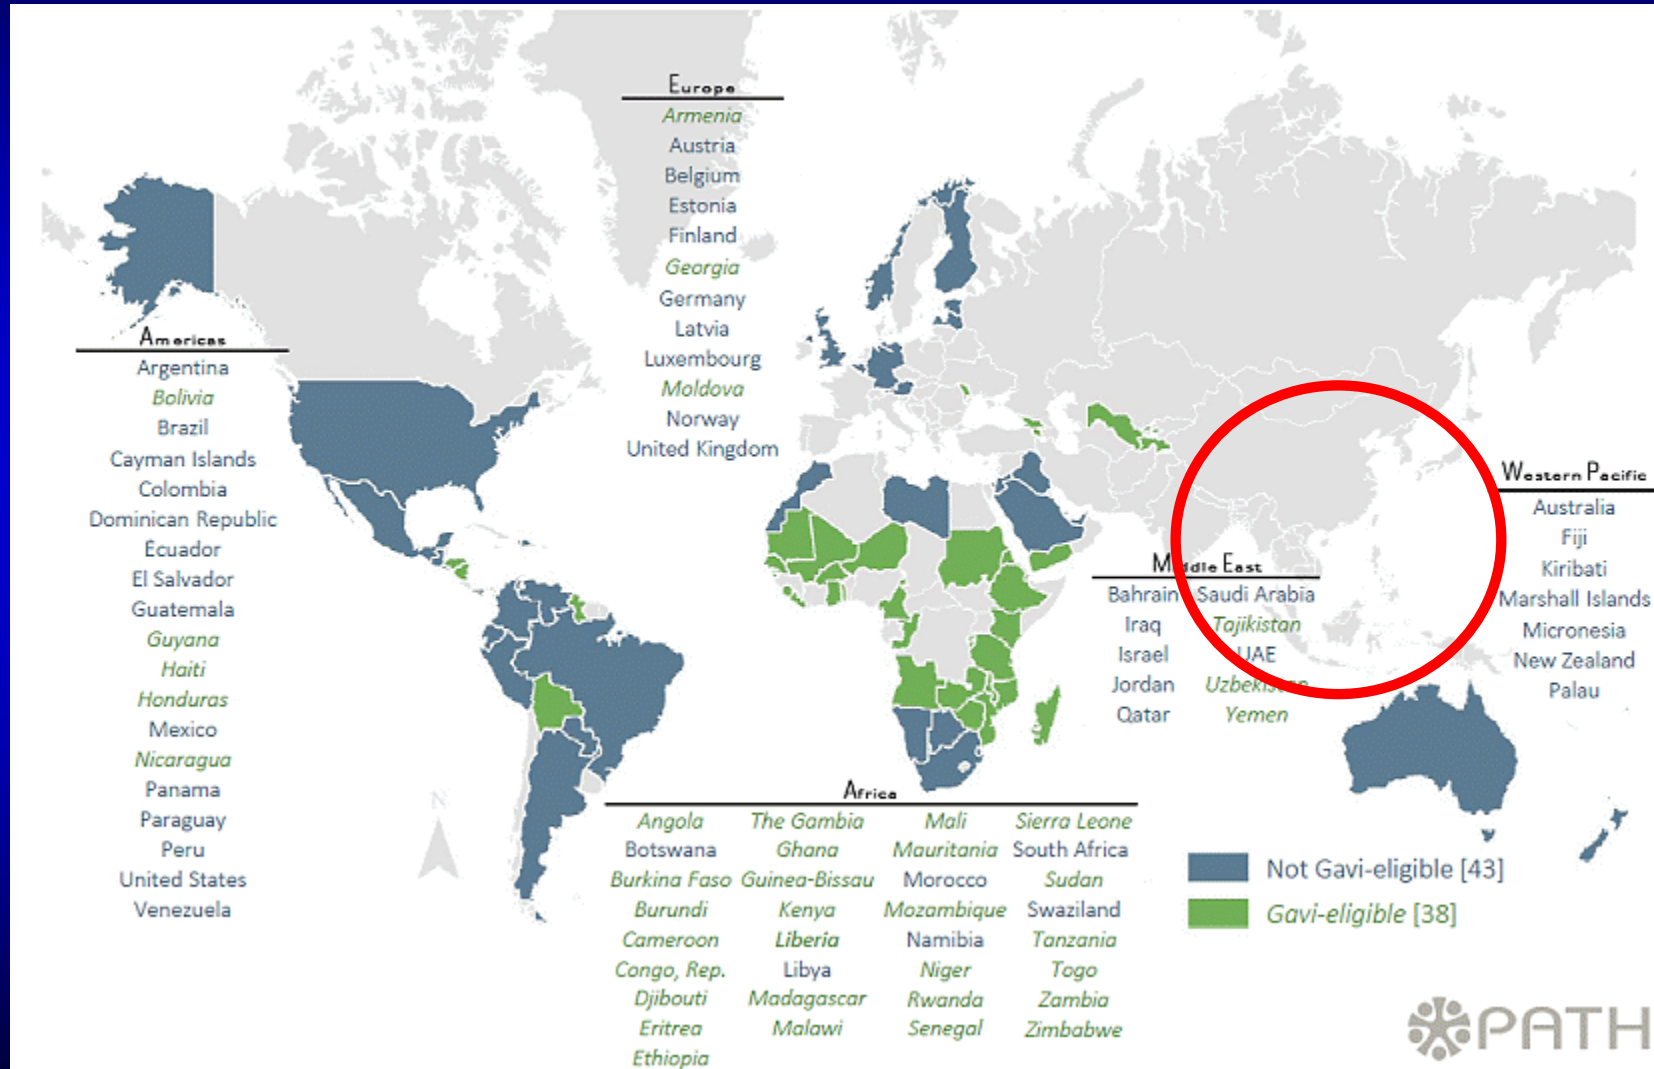 Europe
Armenia
Austria
Belgium
Estonia
Finland
Georgia
Germany
Latvia
Luxembourg
Moldova
Norway
United Kingdom
Americas
Argentina
Bolivia
Brazil
Cayman Islands
Colombia
Dominican Republic
Ecuador
El Salvador
Guatemala
Guyana
Haiti
Honduras
Mexico
Nicaragua
Panama
Paraguay
Peru
United States
Venezuela
N
Africa
Angola The Gambia Mali Sierra Leone
Botswana Ghana Mauritania South Africa
Burkina Faso Guinea-Bissau Morocco Sudan
Burundi Kenya Mozambique Swaziland
Cameroon Liberia Namibia Tanzania
Congo, Rep. Libya Niger Togo
Djibouti Madagascar Rwanda Zambia
Eritrea Malawi Senegal Zimbabwe
Ethiopia
Middle East
Bahrain Saudi Arabia
Iraq Tajikistan
Israel UAE
Jordan Uzbekistan
Qatar Yemen
Western Pacific
Australia
Fiji
Kiribati
Marshall Islands
Micronesia
New Zealand
Palau
Not Gavi-eligible [43]
Gavi-eligible [38]
PATH